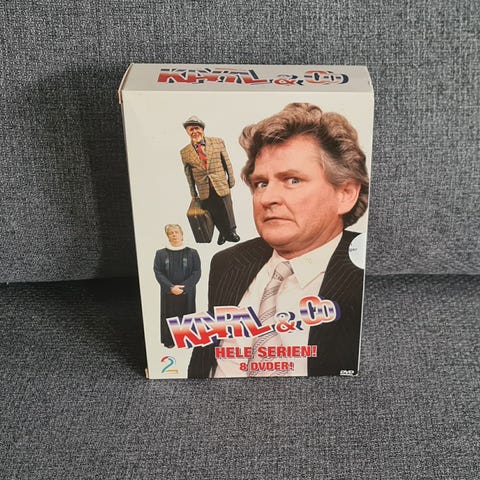 KARL & Co
KARL & Co
HELE SERIEN!
8 DVDER!
2
DVD